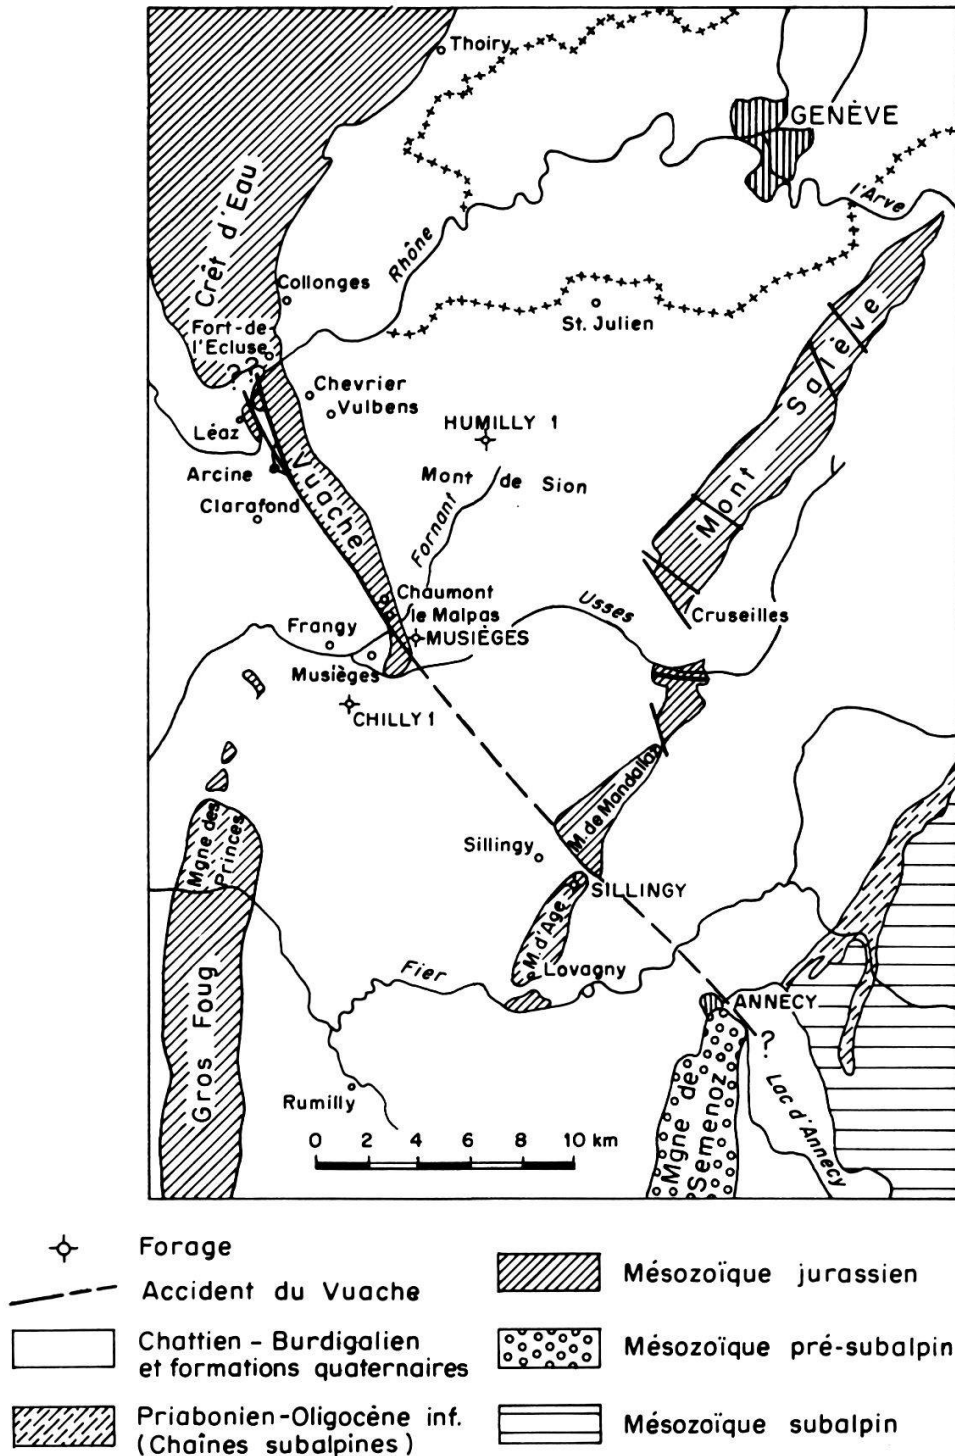 Thoiry
GENÈVE
l'Arve
Crêt d'Eau
Rhône
Collonges
St. Julien
Fort-de-
l'Ecluse
? ?
Chevrier
Vulbens
Léaz
HUMILLY 1
Mont Salève
Arcine
Vuache
Mont de Sion
Clarafond
Fornant
Chaumont
le Malpas
Usses
Cruseilles
Frangy
MUSIÈGES
Musièges
CHILLY 1
M. de Mandallaz
Mgne des
Princes
Sillingy
SILLINGY
M. d'Age
Fier
Lovagny
ANNECY
?
Gros Foug
Mgne de
Semenoz
Lac d'Annecy
Rumilly
0 2 4 6 8 10 km
Forage
Accident du Vuache
Chattien - Burdigalien
et formations quaternaires
Priabonien-Oligocène inf.
(Chaînes subalpines)
Mésozoïque jurassien
Mésozoïque pré-subalpin
Mésozoïque subalpin